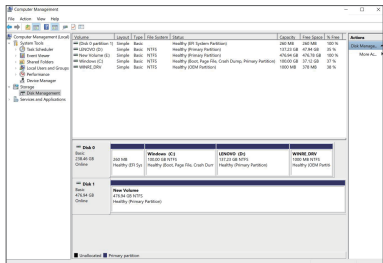 Computer Management
File Action View Help
Computer Management (Local
System Tools
Task Scheduler
Event Viewer
Shared Folders
Local Users and Groups
Performance
Device Manager
Storage
Disk Management
Services and Applications
Volume Layout Type File System Status Capacity Free Space % Free
(Disk 0 partition 1) Simple Basic Healthy (EFI System Partition) 260 MB 260 MB 100 %
LENOVO (D:) Simple Basic NTFS Healthy (Primary Partition) 137,23 GB 47,94 GB 35 %
New Volume (E:) Simple Basic NTFS Healthy (Primary Partition) 476,94 GB 476,78 GB 100 %
Windows (C:) Simple Basic NTFS Healthy (Boot, Page File, Crash Dump, Primary Partition) 100,00 GB 37,12 GB 37 %
WINRE_DRV Simple Basic NTFS Healthy (OEM Partition) 1000 MB 378 MB 38 %
Actions
Disk Manage...
More Ac...
Disk 0
Basic
238,46 GB
Online
260 MB
Healthy (EFI Sy
Windows (C:)
100,00 GB NTFS
Healthy (Boot, Page File, Crash Dum
LENOVO (D:)
137,23 GB NTFS
Healthy (Primary Partition)
WINRE_DRV
1000 MB NTFS
Healthy (OEM Partiti
Disk 1
Basic
476,94 GB
Online
New Volume
476,94 GB NTFS
Healthy (Primary Partition)
Unallocated Primary partition